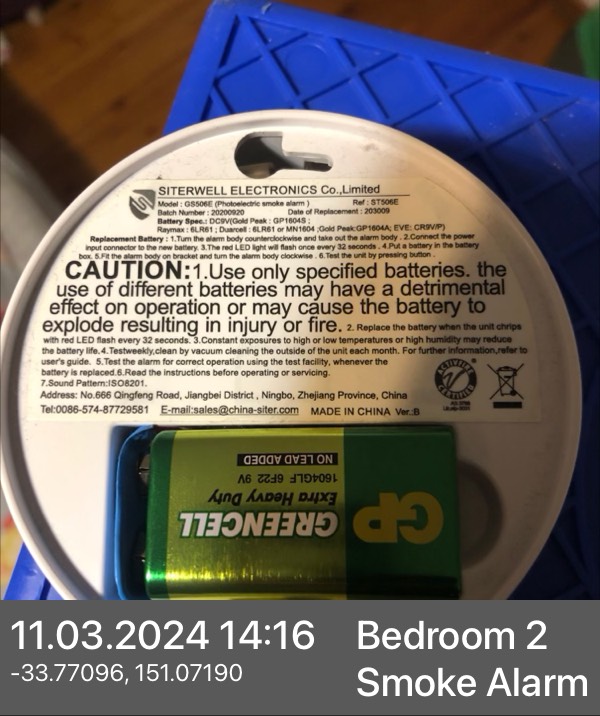 SITERWELL ELECTRONICS Co.,Limited
Model : GS506E (Photoelectric smoke alarm ) Ref : ST506E
Batch Number : 20200920 Date of Replacement : 203009
Battery Spec.: DC9V(Gold Peak : GP1604S ;
Raymax : 6LR61 ; Duarcell : 6LR61 or MN1604 ;Gold Peak:GP1604A; EVE: CR9V/P)
Replacement Battery : 1.Turn the alarm body counterclockwise and take out the alarm body . 2.Connect the power
input connector to the new battery . 3.The red LED light will flash once every 32 seconds . 4.Put a battery in the battery
box. 5.Fit the alarm body on bracket and turn the alarm body clockwise . 6.Test the unit by pressing button .
CAUTION:1.Use only specified batteries. the
use of different batteries may have a detrimental
effect on operation or may cause the battery to
explode resulting in injury or fire. 2. Replace the battery when the unit chrips
with red LED flash every 32 seconds. 3.Constant exposures to high or low temperatures or high humidity may reduce
the battery life.4.Testweekly,clean by vacuum cleaning the outside of the unit each month. For further information,refer to
user's guide. 5.Test the alarm for correct operation using the test facility, whenever the
battery is replaced.6.Read the instructions before operating or servicing.
7.Sound Pattern:ISO8201.
Address: No.666 Qingfeng Road, Jiangbei District , Ningbo, Zhejiang Province, China
Tel:0086-574-87729581 E-mail:sales@china-siter.com MADE IN CHINA Ver.:B
NO LEAD ADDED
1604GLF 6F22 9V
Extra Heavy Duty
GREENCELL
GP
11.03.2024 14:16
-33.77096, 151.07190
Bedroom 2
Smoke Alarm